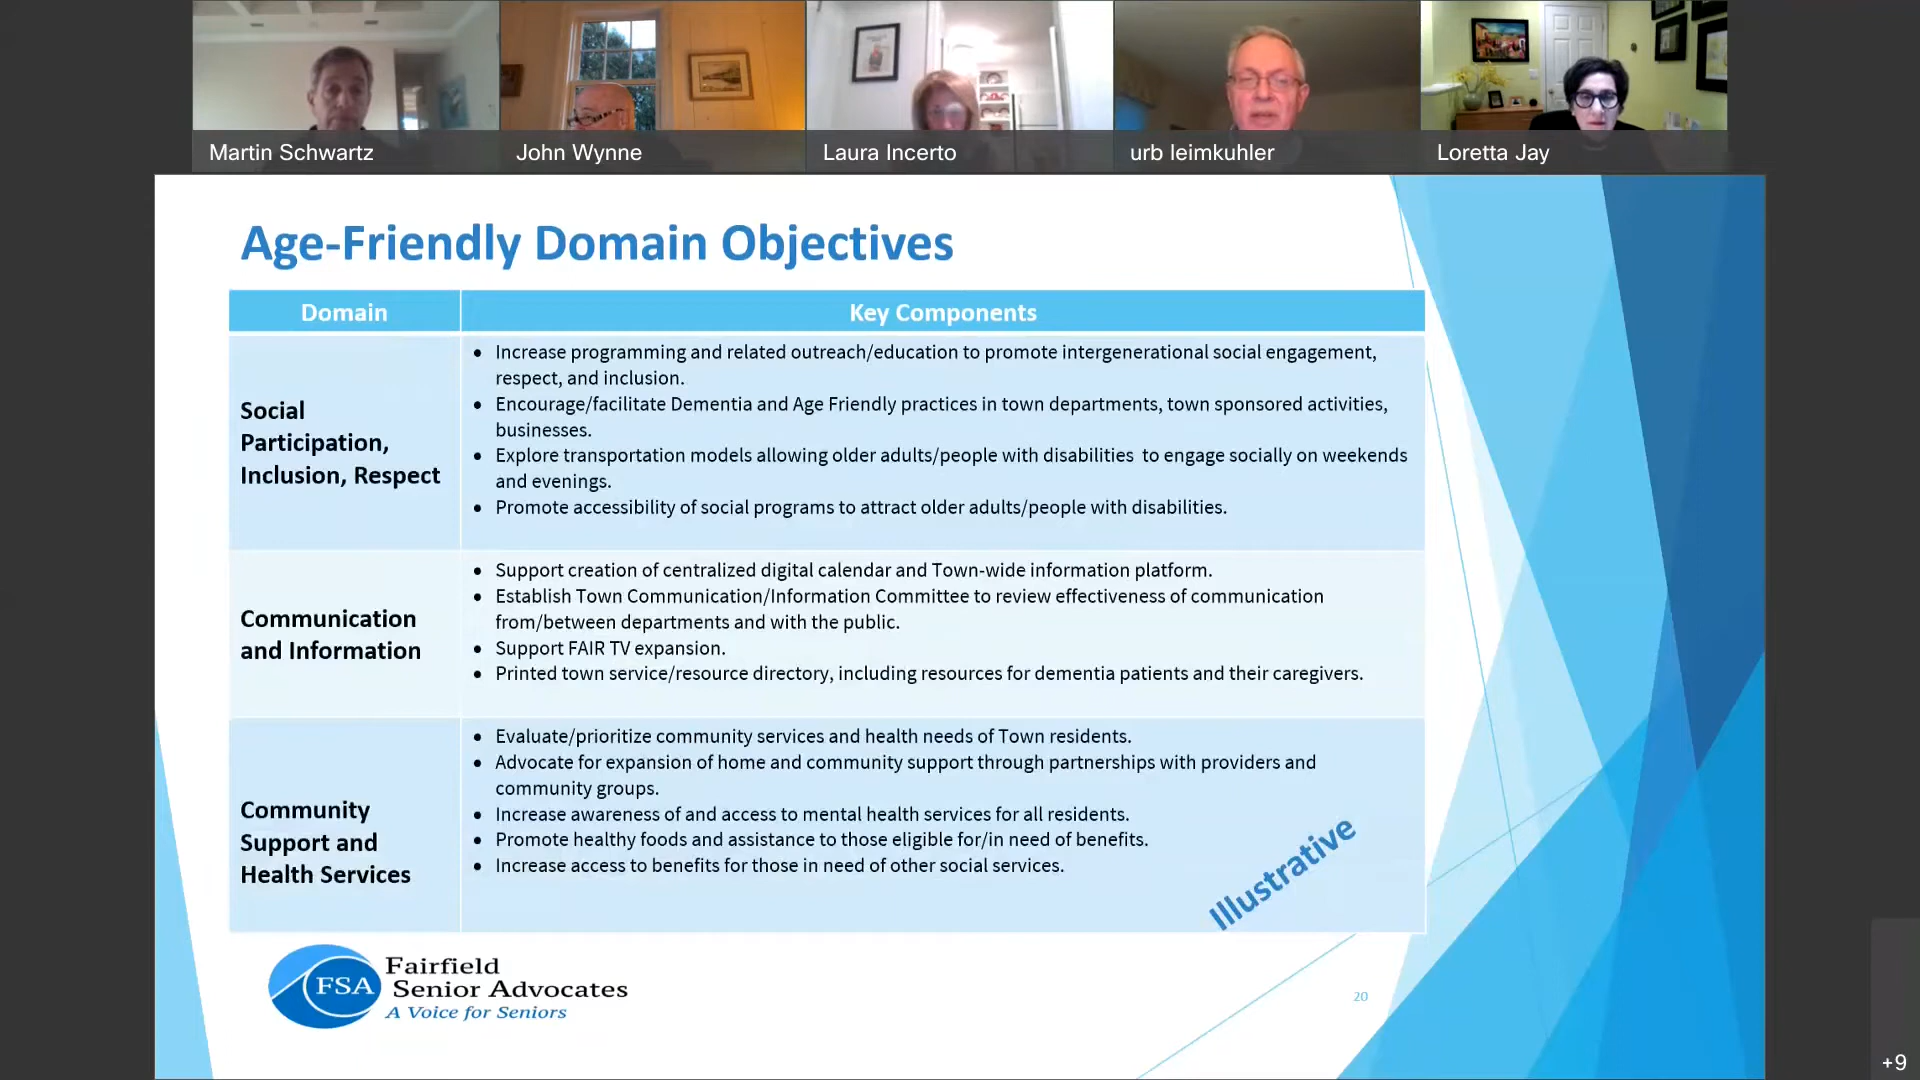 Martin Schwartz
John Wynne
Laura Incerto
urb leimkuhler
Loretta Jay
Age-Friendly Domain Objectives
Domain
Key Components
Social
Participation,
Inclusion, Respect
• Increase programming and related outreach/education to promote intergenerational social engagement,
respect, and inclusion.
• Encourage/facilitate Dementia and Age Friendly practices in town departments, town sponsored activities,
businesses.
• Explore transportation models allowing older adults/people with disabilities to engage socially on weekends
and evenings.
• Promote accessibility of social programs to attract older adults/people with disabilities.
Communication
and Information
• Support creation of centralized digital calendar and Town-wide information platform.
• Establish Town Communication/Information Committee to review effectiveness of communication
from/between departments and with the public.
• Support FAIR TV expansion.
• Printed town service/resource directory, including resources for dementia patients and their caregivers.
Community
Support and
Health Services
• Evaluate/prioritize community services and health needs of Town residents.
• Advocate for expansion of home and community support through partnerships with providers and
community groups.
• Increase awareness of and access to mental health services for all residents.
• Promote healthy foods and assistance to those eligible for/in need of benefits.
• Increase access to benefits for those in need of other social services.
Illustrative
FSA
Fairfield
Senior Advocates
A Voice for Seniors
20
+9